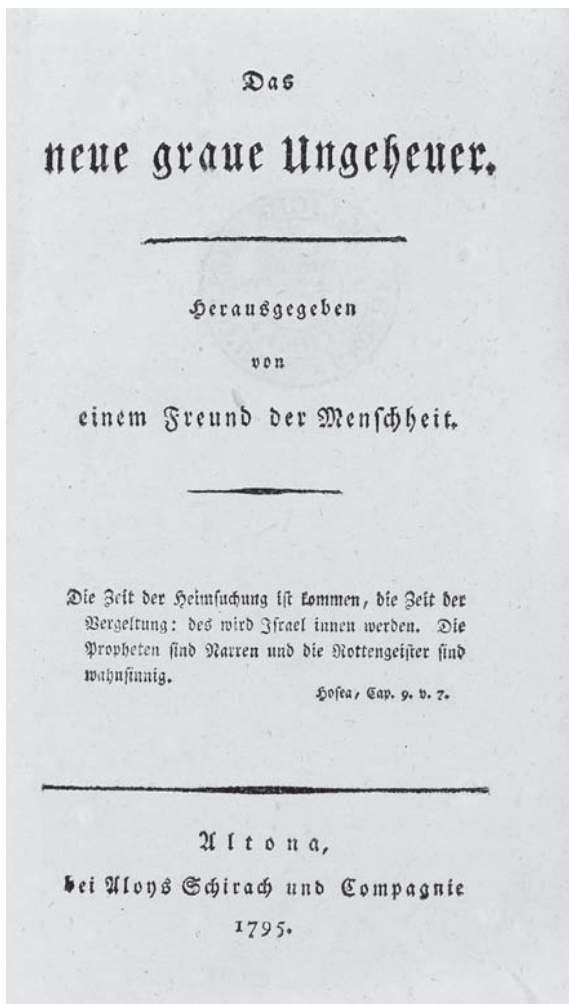 Das
neue graue Ungeheuer.
Herausgegeben
von
einem Freund der Menſchheit.
Die Zeit der Heimſuchung iſt kommen, die Zeit der
Vergeltung: des wird Iſrael innen werden. Die
Propheten ſind Narren und die Rottengeiſter ſind
wahnſinnig.
Hoſea, Cap. 9. v. 7.
Altona,
bei Aloys Schirach und Compagnie
1795.